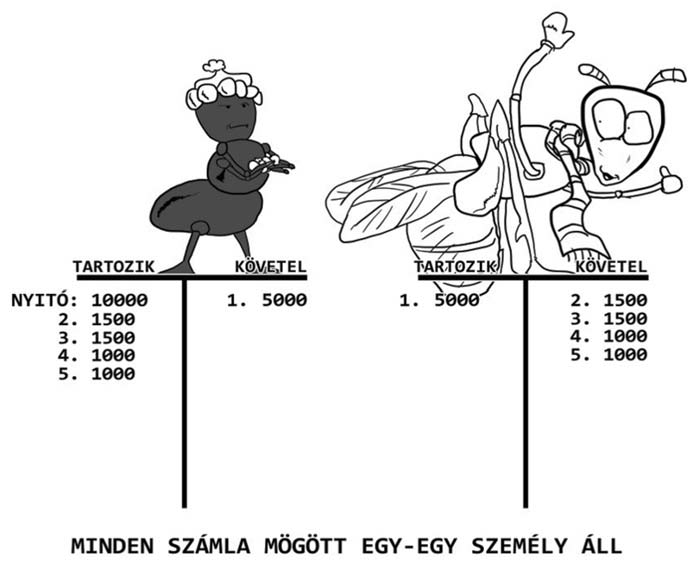 TARTOZIK KÖVETEL
NYITÓ: 10000 1. 5000
2. 1500
3. 1500
4. 1000
5. 1000
TARTOZIK KÖVETEL
1. 5000 2. 1500
3. 1500
4. 1000
5. 1000
MINDEN SZÁMLA MÖGÖTT EGY-EGY SZEMÉLY ÁLL